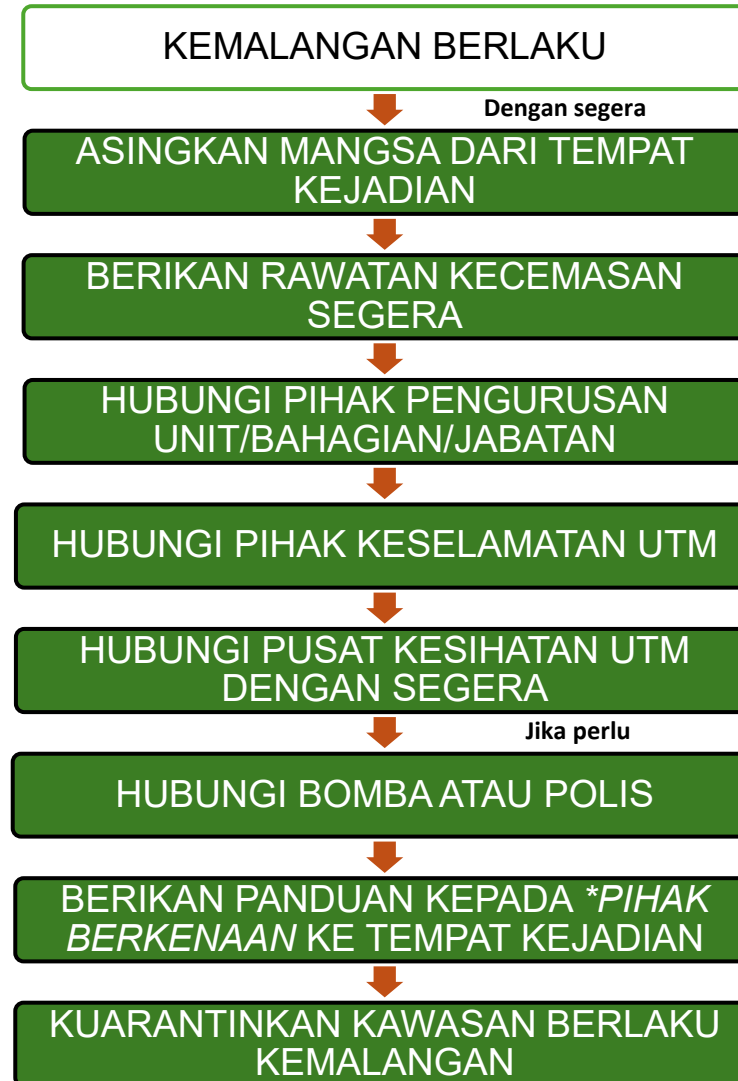 KEMALANGAN BERLAKU
Dengan segera
ASINGKAN MANGSA DARI TEMPAT
KEJADIAN
BERIKAN RAWATAN KECEMASAN
SEGERA
HUBUNGI PIHAK PENGURUSAN
UNIT/BAHAGIAN/JABATAN
HUBUNGI PIHAK KESELAMATAN UTM
HUBUNGI PUSAT KESIHATAN UTM
DENGAN SEGERA
Jika perlu
HUBUNGI BOMBA ATAU POLIS
BERIKAN PANDUAN KEPADA *PIHAK
BERKENAAN KE TEMPAT KEJADIAN
KUARANTINKAN KAWASAN BERLAKU
KEMALANGAN